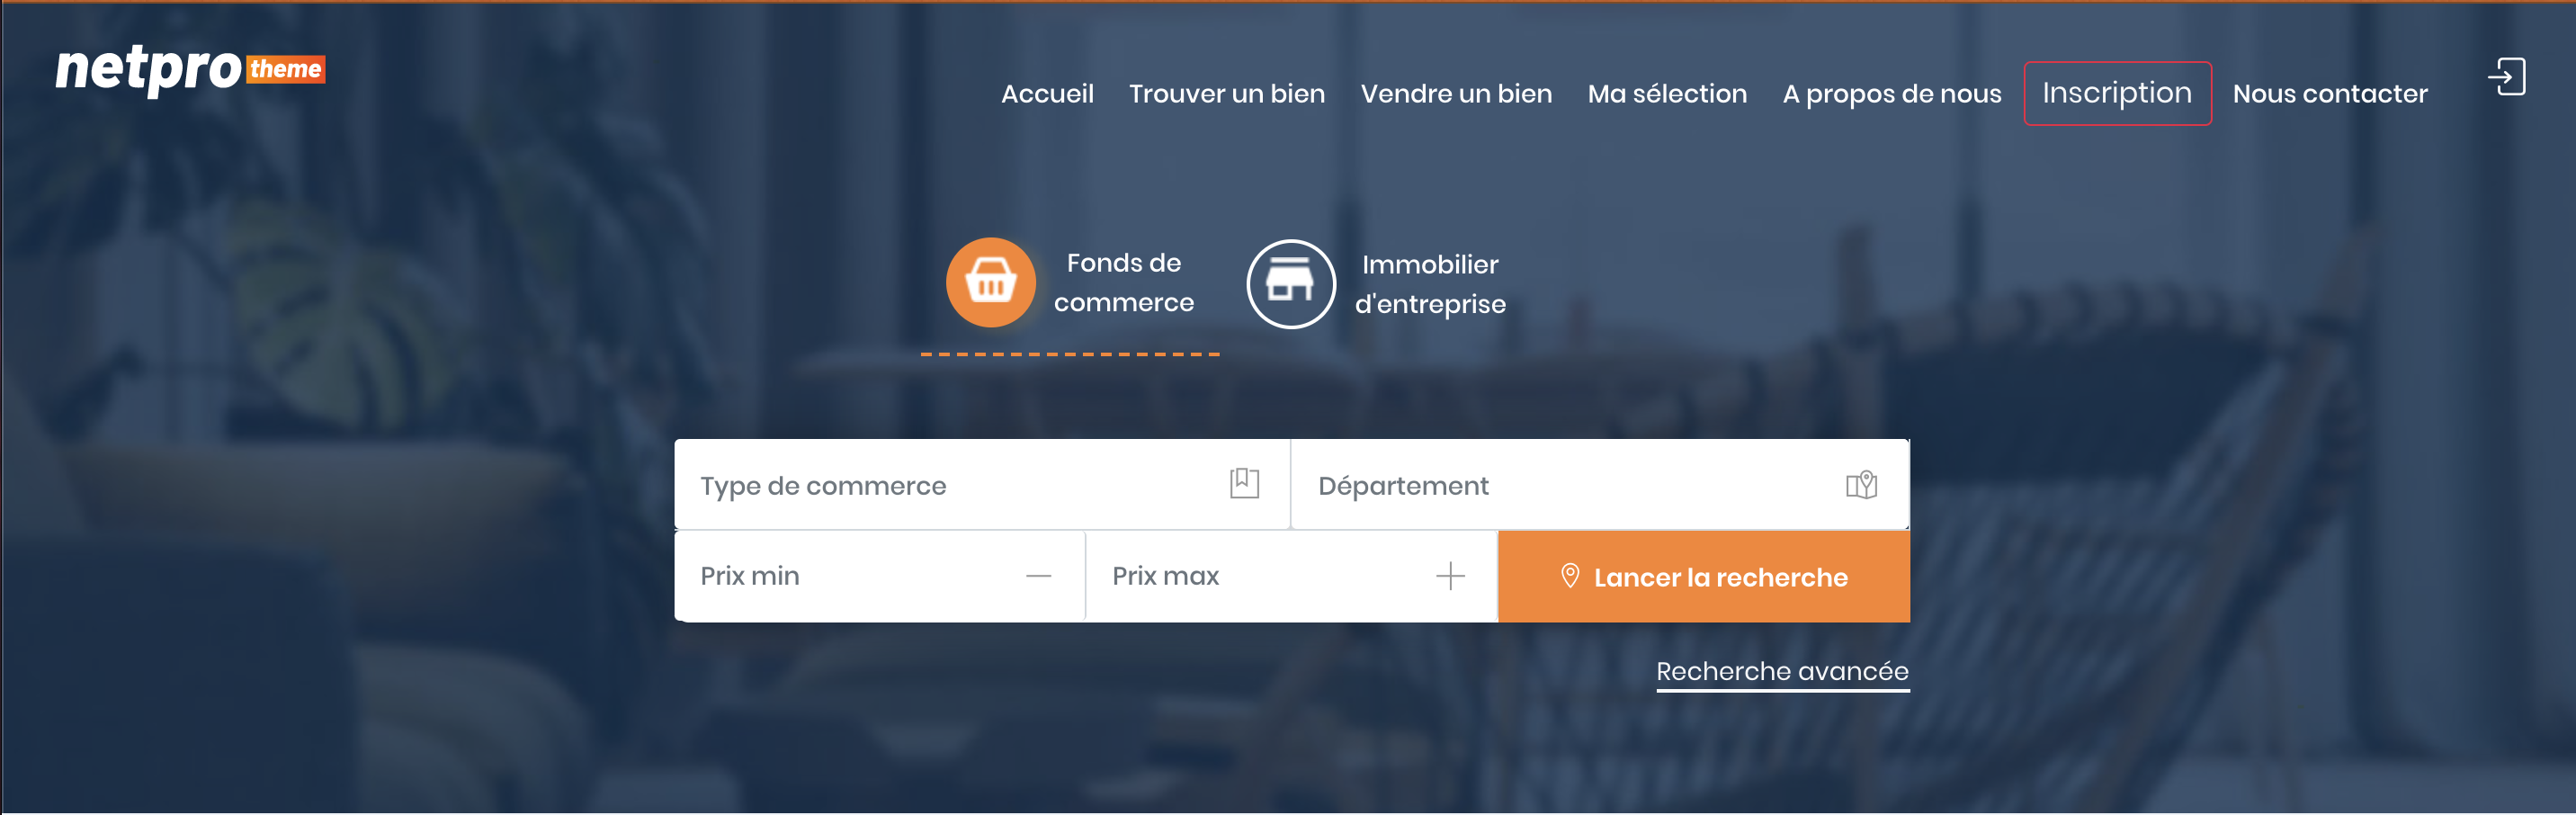 netpro theme
Accueil Trouver un bien Vendre un bien Ma sélection A propos de nous Inscription Nous contacter
Fonds de
commerce
Immobilier
d'entreprise
Type de commerce
Département
Prix min
Prix max
Lancer la recherche
Recherche avancée